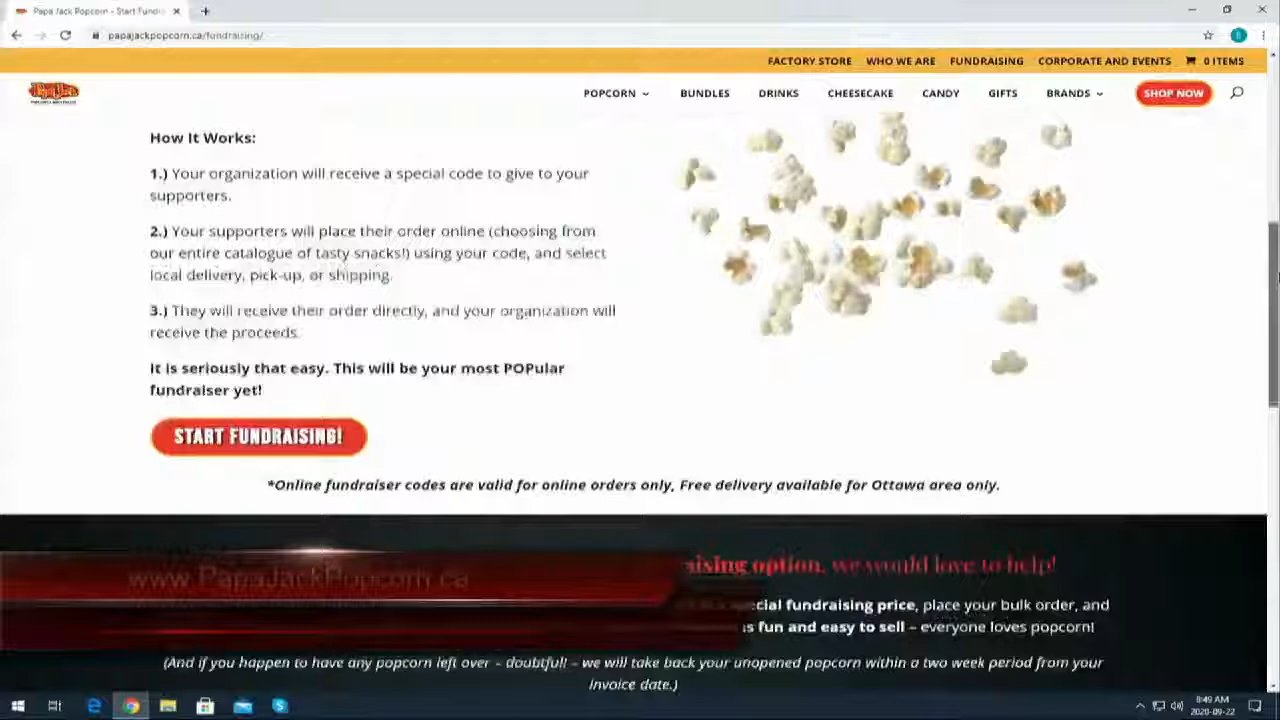 Papa Jack Popcorn - Start Fundr
papajackpopcorn.ca/fundraising/
FACTORY STORE WHO WE ARE FUNDRAISING CORPORATE AND EVENTS 0 ITEMS
POPCORN BUNDLES DRINKS CHEESECAKE CANDY GIFTS BRANDS SHOP NOW
How It Works:
1.) Your organization will receive a special code to give to your
supporters.
2.) Your supporters will place their order online (choosing from
our entire catalogue of tasty snacks!) using your code, and select
local delivery, pick-up, or shipping.
3.) They will receive their order directly, and your organization will
receive the proceeds.
It is seriously that easy. This will be your most POPular
fundraiser yet!
START FUNDRAISING!
*Online fundraiser codes are valid for online orders only, Free delivery available for Ottawa area only.
aising option, we would love to help!
www.PapaJackPopcorn.ca
cial fundraising price, place your bulk order, and
is fun and easy to sell – everyone loves popcorn!
(And if you happen to have any popcorn left over – doubtful! – we will take back your unopened popcorn within a two week period from your
invoice date.)
8:49 AM
2020-09-22